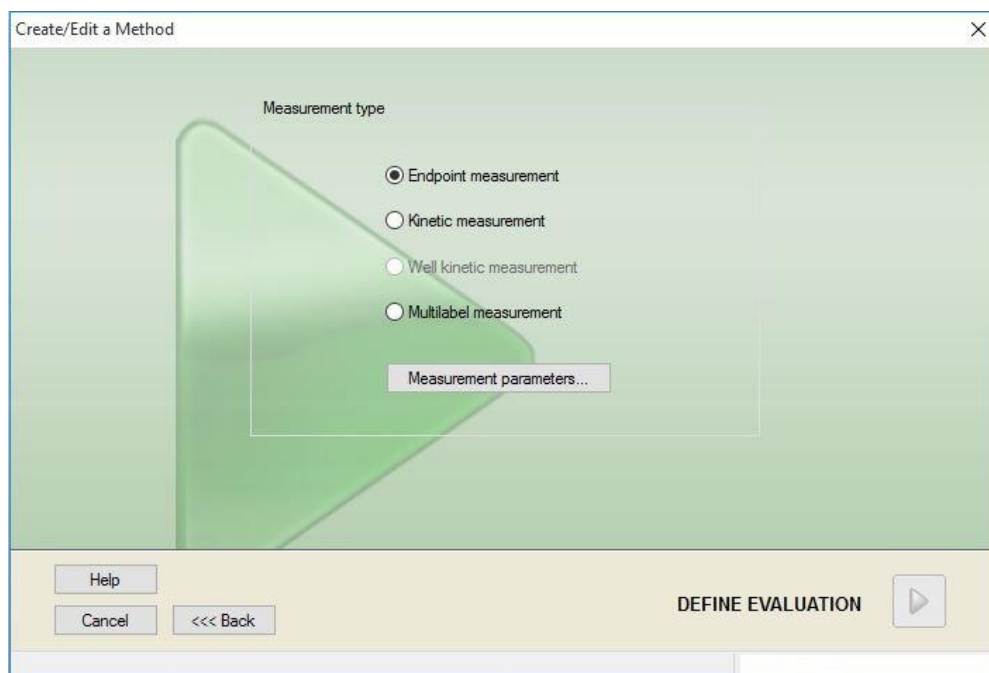 Create/Edit a Method
Measurement type
Endpoint measurement
Kinetic measurement
Well kinetic measurement
Multilabel measurement
Measurement parameters...
Help
Cancel
<<< Back
DEFINE EVALUATION